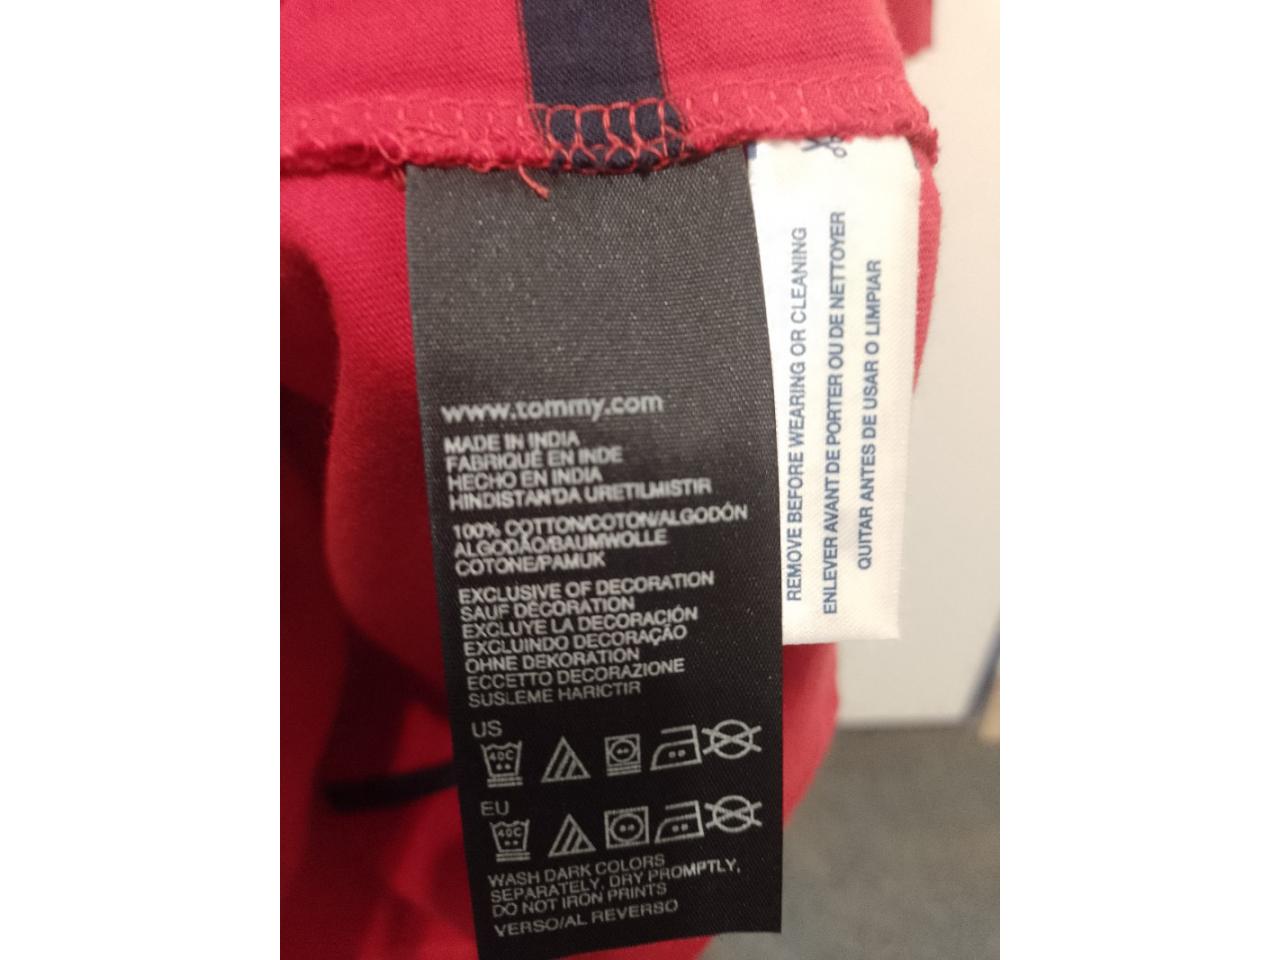 www.tommy.com
MADE IN INDIA
FABRIQUÉ EN INDE
HECHO EN INDIA
HINDISTAN'DA URETILMISTIR
100% COTTON/COTON/ALGODÓN
ALGODÃO/BAUMWOLLE
COTONE/PAMUK
EXCLUSIVE OF DECORATION
SAUF DÉCORATION
EXCLUYE LA DECORACIÓN
EXCLUINDO DECORAÇÃO
OHNE DEKORATION
ECCETTO DECORAZIONE
SUSLEME HARICTIR
US
40C
EU
40C
WASH DARK COLORS
SEPARATELY, DRY PROMPTLY,
DO NOT IRON PRINTS
VERSO/AL REVERSO
REMOVE BEFORE WEARING OR CLEANING
ENLEVER AVANT DE PORTER OU DE NETTOYER
QUITAR ANTES DE USAR O LIMPIAR